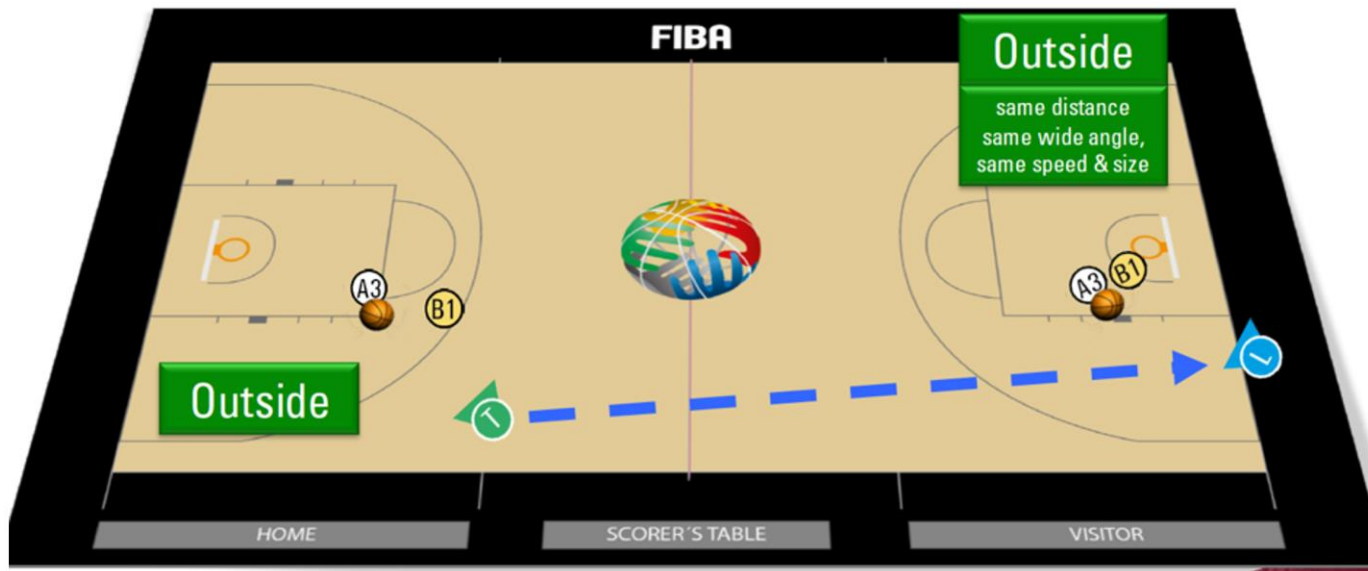 FIBA
Outside
same distance
same wide angle,
same speed & size
A3
B1
A3
B1
Outside
T
L
HOME
SCORER´S TABLE
VISITOR